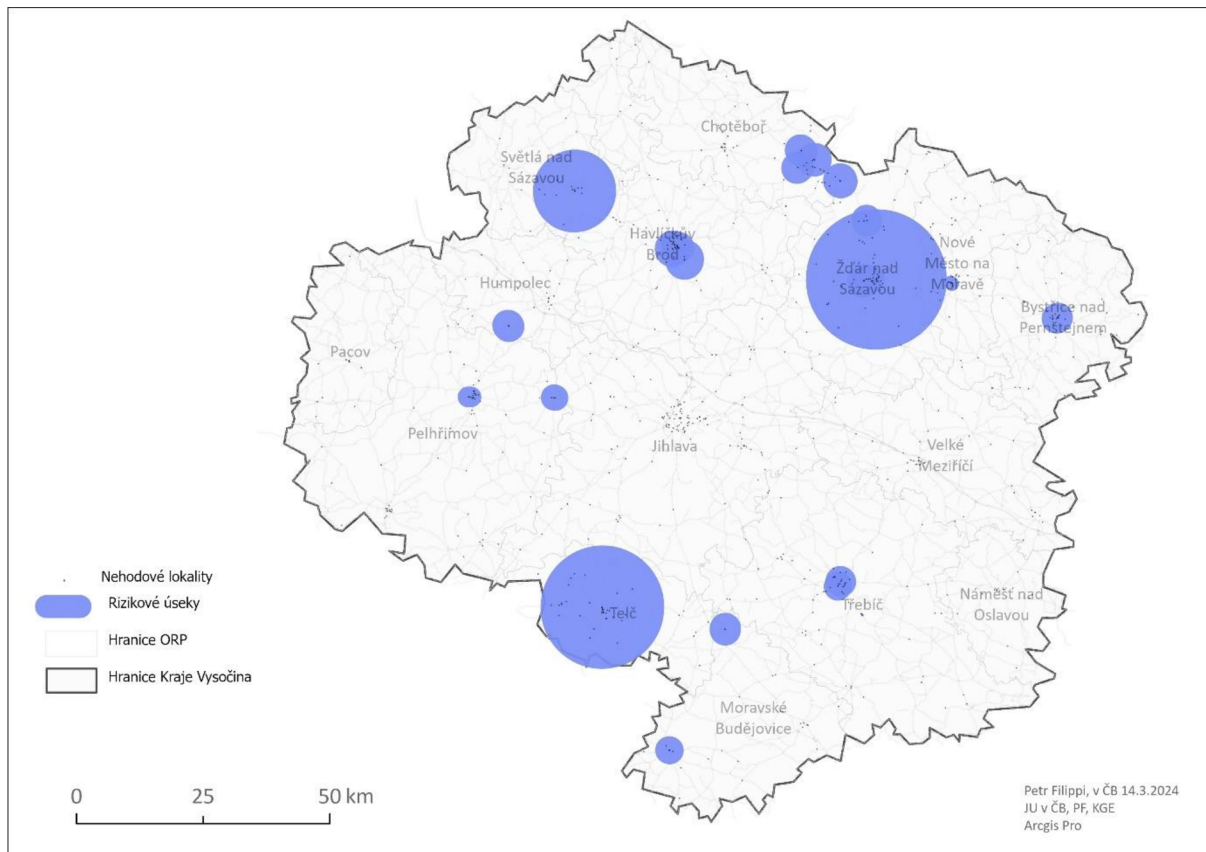 Chotěboř
Světlá nad
Sázavou
Havlíčkův
Brod
Nové
Město na
Moravě
Žďár nad
Sázavou
Humpolec
Bystřice nad
Pernštejnem
Pacov
Pelhřimov
Jihlava
Velké
Meziříčí
Telč
Třebíč
Náměšť nad
Oslavou
Moravské
Budějovice
Nehodové lokality
Rizikové úseky
Hranice ORP
Hranice Kraje Vysočina
0 25 50 km
Petr Filippi, v ČB 14.3.2024
JU v ČB, PF, KGE
Arcgis Pro